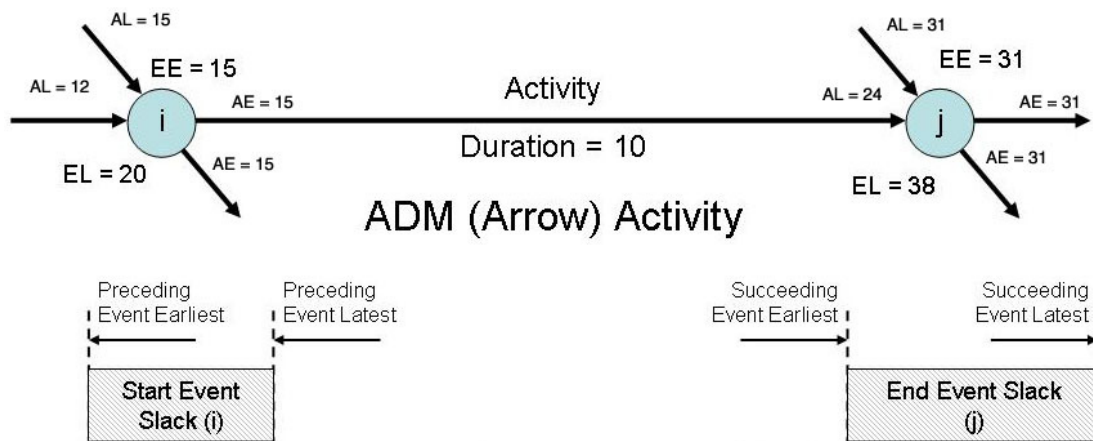 AL = 15
EE = 15
AL = 12
i
AE = 15
EL = 20
AE = 15
Activity
Duration = 10
AL = 31
EE = 31
AL = 24
j
AE = 31
EL = 38
AE = 31
ADM (Arrow) Activity
Preceding
Event Earliest
Preceding
Event Latest
Succeeding
Event Earliest
Succeeding
Event Latest
Start Event
Slack (i)
End Event Slack
(j)